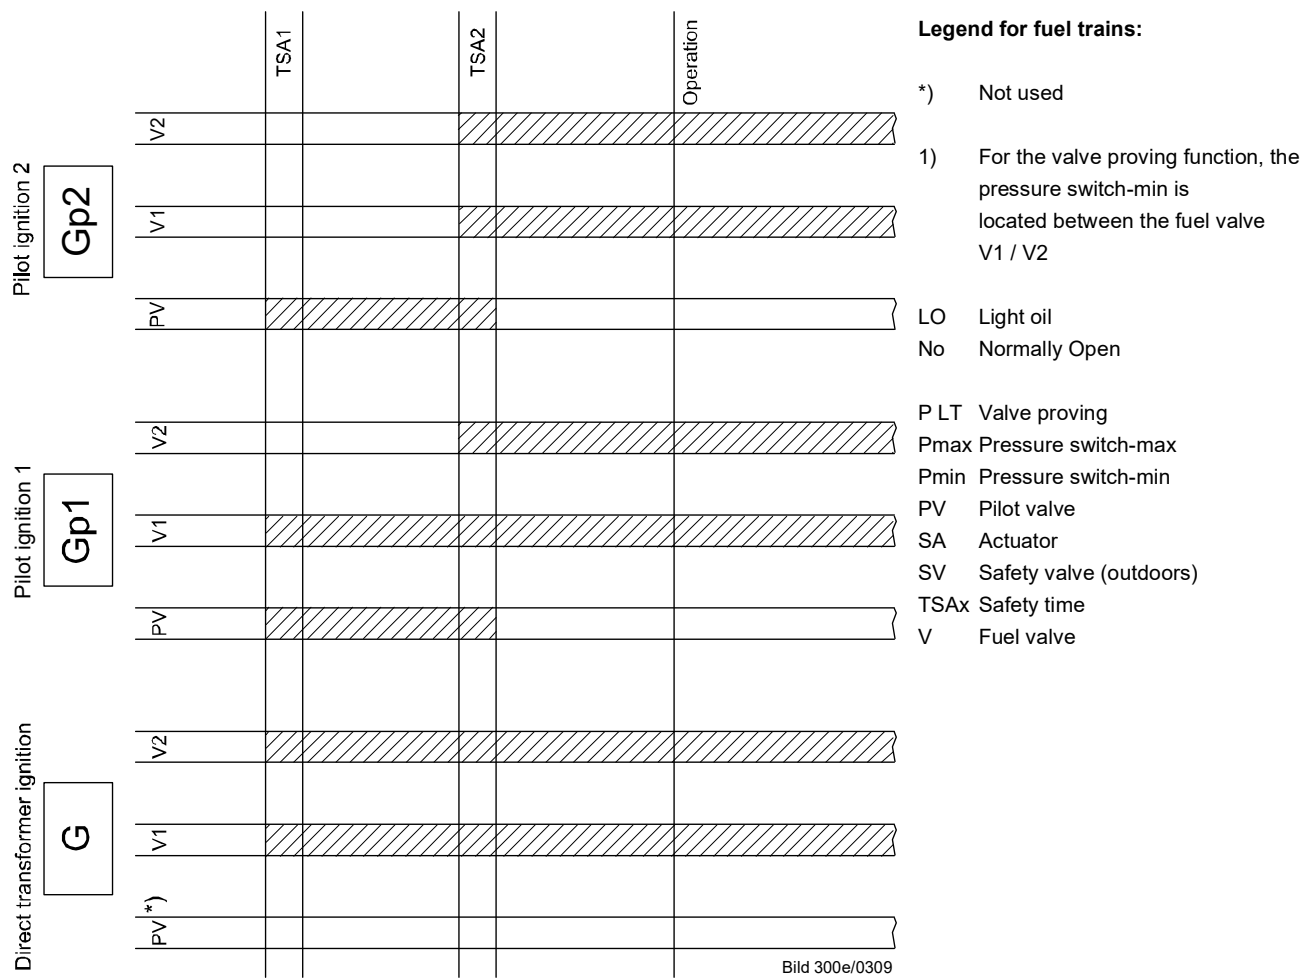 TSA1
TSA2
Operation
Pilot ignition 2
Gp2
V2
V1
PV
Pilot ignition 1
Gp1
V2
V1
PV
Direct transformer ignition
G
V2
V1
PV *)
Bild 300e/0309
Legend for fuel trains:
*) Not used
1) For the valve proving function, the
pressure switch-min is
located between the fuel valve
V1 / V2
LO Light oil
No Normally Open
P LT Valve proving
Pmax Pressure switch-max
Pmin Pressure switch-min
PV Pilot valve
SA Actuator
SV Safety valve (outdoors)
TSAx Safety time
V Fuel valve